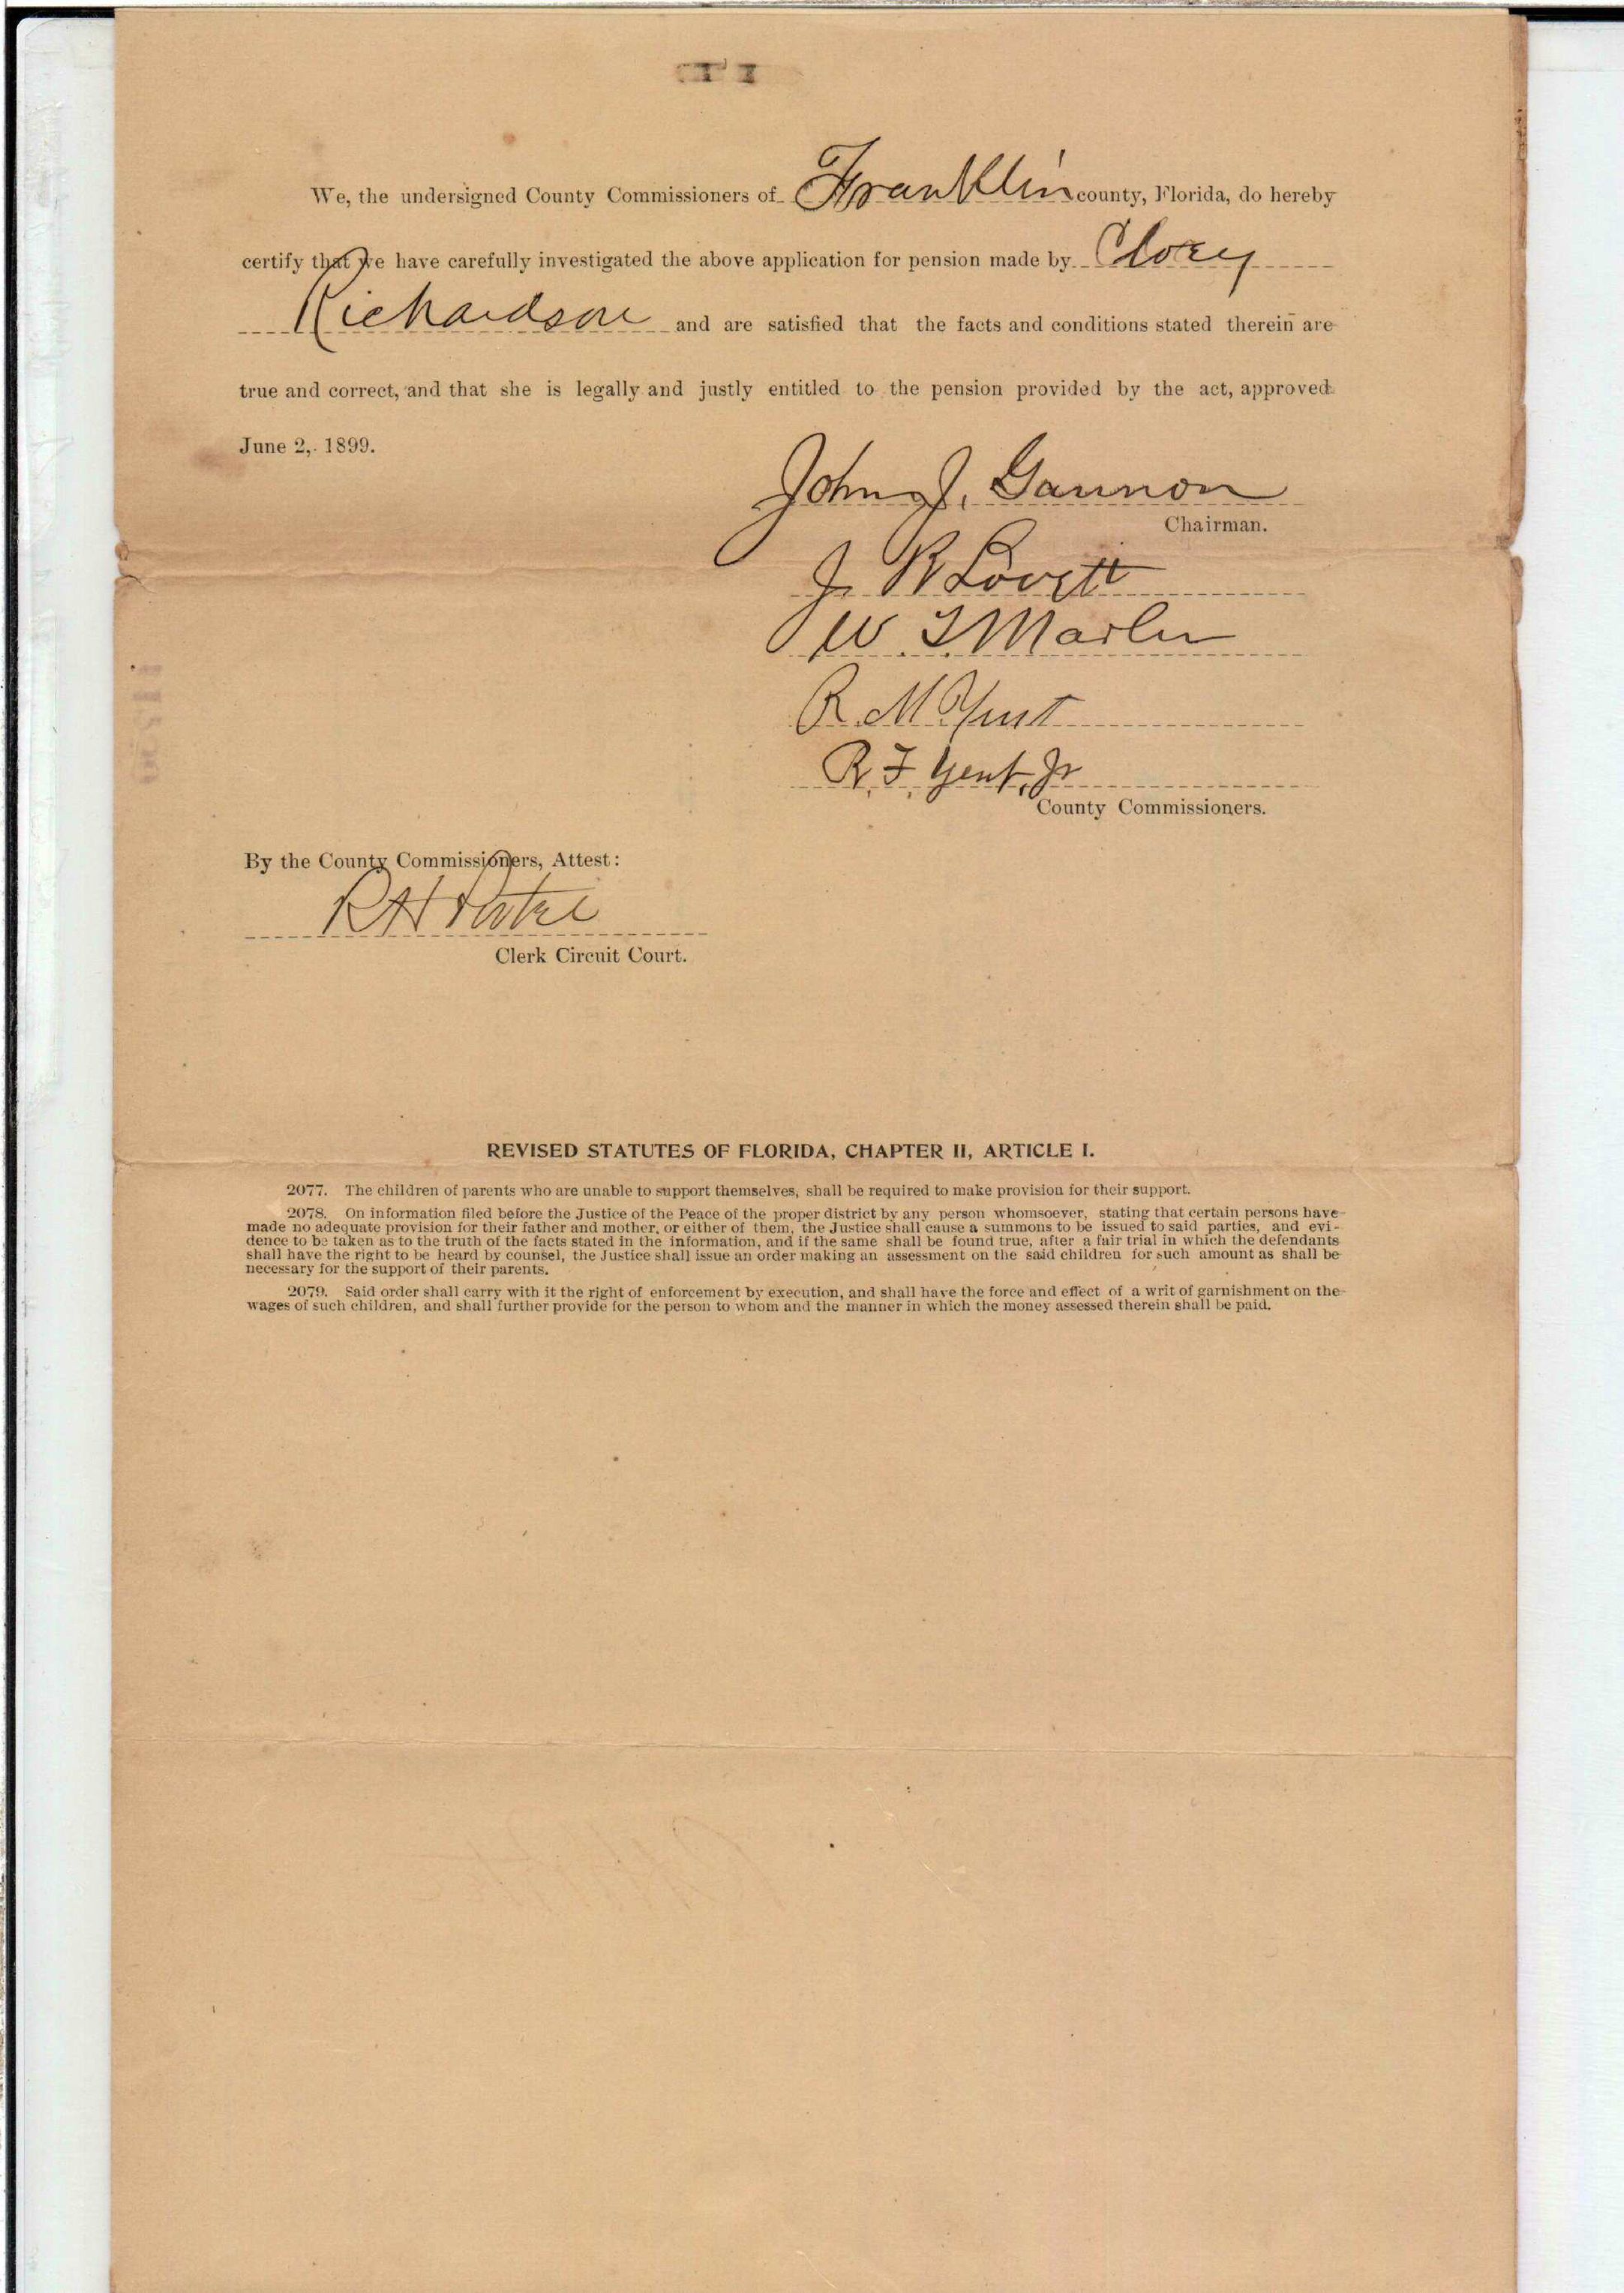 We, the undersigned County Commissioners of Franklin county, Florida, do hereby
certify that we have carefully investigated the above application for pension made by Clory
Richardson and are satisfied that the facts and conditions stated therein are
true and correct, and that she is legally and justly entitled to the pension provided by the act, approved
June 2, 1899.
John J. Gannon
Chairman.
J. R Lovett
W. T. Marler
R. M. Yent
R. F. Yent, Jr
County Commissioners.
By the County Commissioners, Attest:
R H
Clerk Circuit Court.
REVISED STATUTES OF FLORIDA, CHAPTER II, ARTICLE I.
2077. The children of parents who are unable to support themselves, shall be required to make provision for their support.
2078. On information filed before the Justice of the Peace of the proper district by any person whomsoever, stating that certain persons have
made no adequate provision for their father and mother, or either of them, the Justice shall cause a summons to be issued to said parties, and evi-
dence to be taken as to the truth of the facts stated in the information, and if the same shall be found true, after a fair trial in which the defendants
shall have the right to be heard by counsel, the Justice shall issue an order making an assessment on the said children for such amount as shall be
necessary for the support of their parents.
2079. Said order shall carry with it the right of enforcement by execution, and shall have the force and effect of a writ of garnishment on the
wages of such children, and shall further provide for the person to whom and the manner in which the money assessed therein shall be paid.